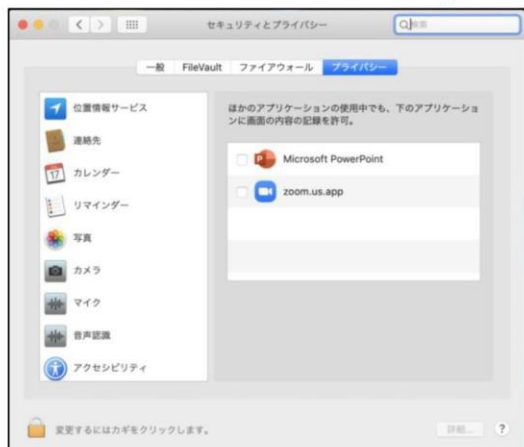 セキュリティとプライバシー
検索
一般 FileVault ファイアウォール プライバシー
位置情報サービス
連絡先
17
カレンダー
リマインダー
写真
カメラ
マイク
音声認識
アクセシビリティ
ほかのアプリケーションの使用中でも、下のアプリケーショ
ンに画面の内容の記録を許可。
P
Microsoft PowerPoint
zoom.us.app
変更するにはカギをクリックします。
詳細...
?